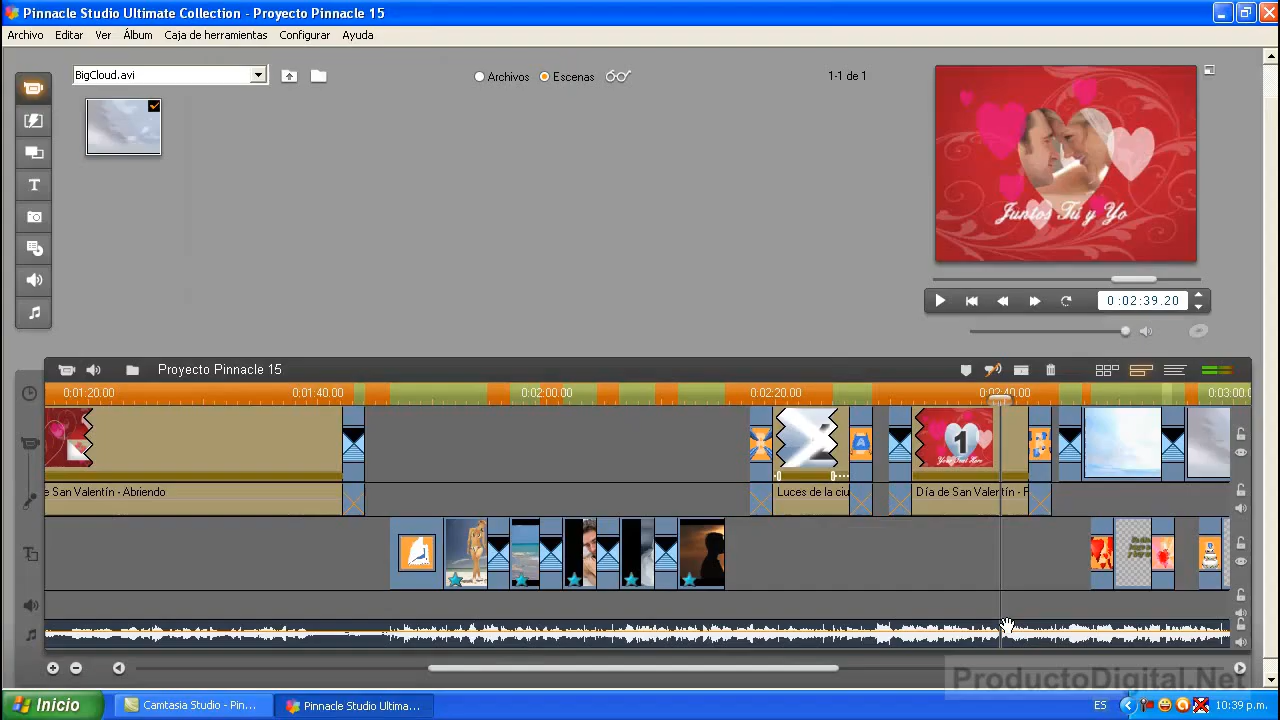 Pinnacle Studio Ultimate Collection - Proyecto Pinnacle 15
Archivo Editar Ver Álbum Caja de herramientas Configurar Ayuda
BigCloud.avi
Archivos Escenas
1-1 de 1
Juntos Tú y Yo
0:02:39.20
Proyecto Pinnacle 15
0:01:20.00 0:01:40.00 0:02:00.00 0:02:20.00 0:02:40.00 0:03:00.0
1
e San Valentín - Abriendo
Luces de la ciu
Día de San Valentín - F
ProductoDigital.Net
Inicio
Camtasia Studio - Pin...
Pinnacle Studio Ultima...
ES
10:39 p.m.